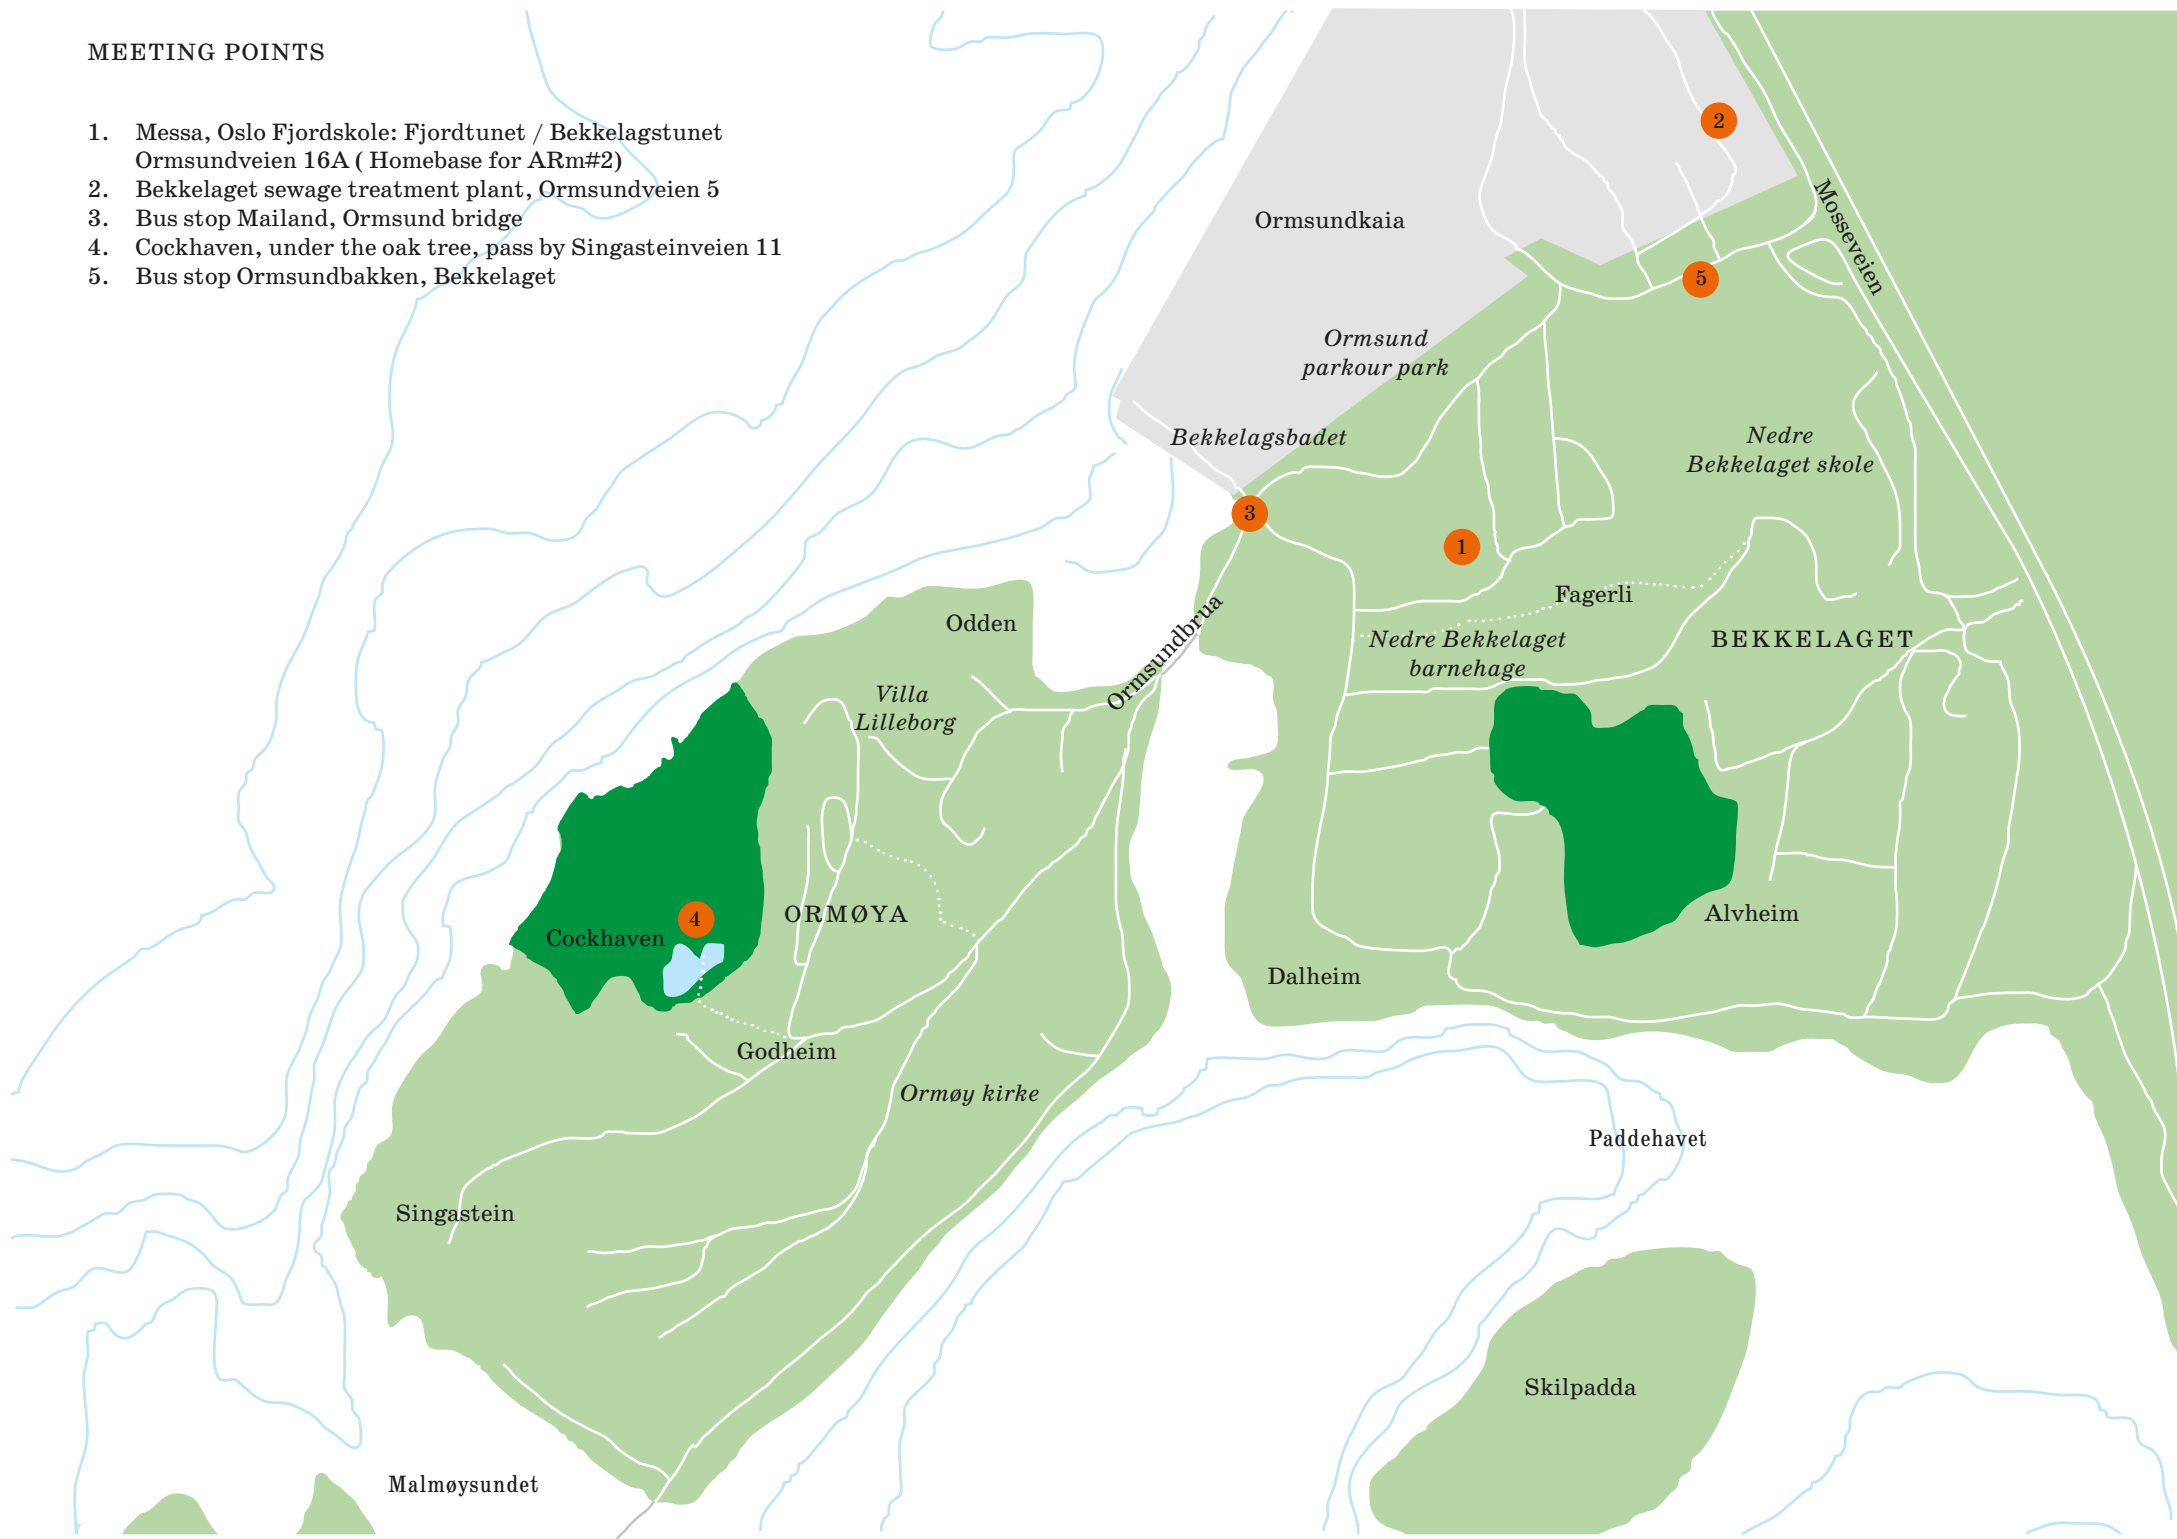 MEETING POINTS
1. Messa, Oslo Fjordskole: Fjordtunet / Bekkelagstunet
Ormsundveien 16A ( Homebase for ARm#2)
2. Bekkelaget sewage treatment plant, Ormsundveien 5
3. Bus stop Mailand, Ormsund bridge
4. Cockhaven, under the oak tree, pass by Singasteinveien 11
5. Bus stop Ormsundbakken, Bekkelaget
2
Mosseveien
Ormsundkaia
5
Ormsund
parkour park
Bekkelagsbadet
Nedre
Bekkelaget skole
3
1
Fagerli
Odden
Ormsundbrua
Nedre Bekkelaget
barnehage
BEKKELAGET
Villa
Lilleborg
4
ORMØYA
Alvheim
Cockhaven
Dalheim
Godheim
Ormøy kirke
Paddehavet
Singastein
Skilpadda
Malmøysundet